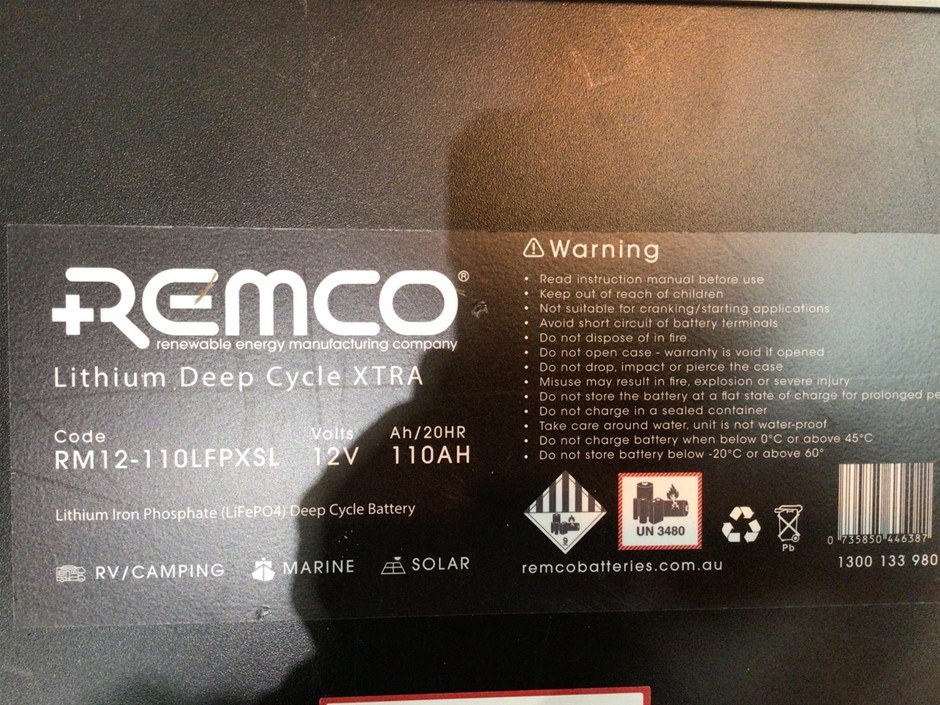 REMCO®
renewable energy manufacturing company
Lithium Deep Cycle XTRA
Code
RM12-110LFPXSL
Volts
12V
Ah/20HR
110AH
Lithium Iron Phosphate (LiFePO4) Deep Cycle Battery
RV/CAMPING
MARINE
SOLAR
Warning
• Read instruction manual before use
• Keep out of reach of children
• Not suitable for cranking/starting applications
• Avoid short circuit of battery terminals
• Do not dispose of in fire
• Do not open case - warranty is void if opened
• Do not drop, impact or pierce the case
• Misuse may result in fire, explosion or severe injury
• Do not store the battery at a flat state of charge for prolonged pe
• Do not charge in a sealed container
• Take care around water, unit is not water-proof
• Do not charge battery when below 0°C or above 45°C
• Do not store battery below -20°C or above 60°
9
UN 3480
Pb
0 735850 446387
remcobatteries.com.au
1300 133 980